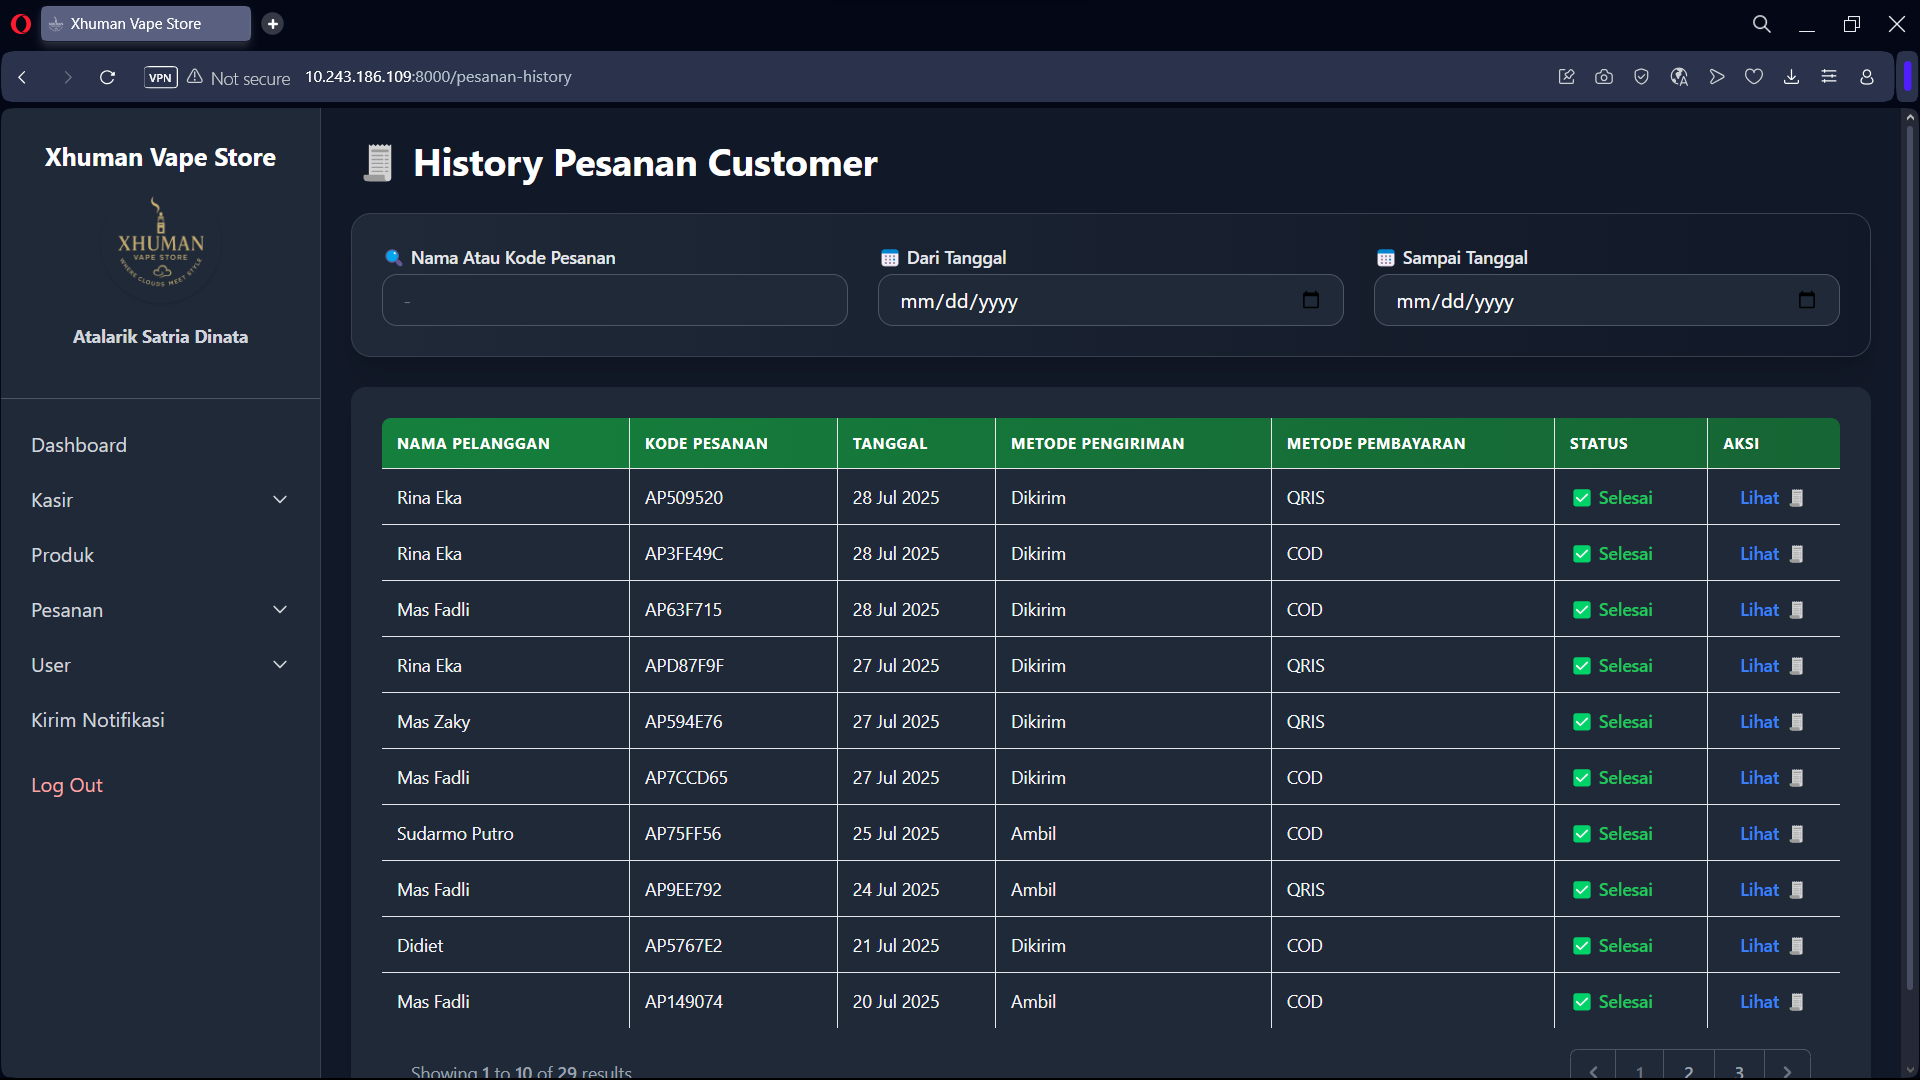 Xhuman Vape Store
VPN
Not secure
10.243.186.109:8000/pesanan-history
Xhuman Vape Store
XHUMAN
VAPE STORE
WHERE CLOUDS MEET STYLE
Atalarik Satria Dinata
Dashboard
Kasir
Produk
Pesanan
User
Kirim Notifikasi
Log Out
History Pesanan Customer
Nama Atau Kode Pesanan
Dari Tanggal
Sampai Tanggal
-
mm/dd/yyyy
mm/dd/yyyy
NAMA PELANGGAN KODE PESANAN TANGGAL METODE PENGIRIMAN METODE PEMBAYARAN STATUS AKSI
Rina Eka AP509520 28 Jul 2025 Dikirim QRIS Selesai Lihat
Rina Eka AP3FE49C 28 Jul 2025 Dikirim COD Selesai Lihat
Mas Fadli AP63F715 28 Jul 2025 Dikirim COD Selesai Lihat
Rina Eka APD87F9F 27 Jul 2025 Dikirim QRIS Selesai Lihat
Mas Zaky AP594E76 27 Jul 2025 Dikirim QRIS Selesai Lihat
Mas Fadli AP7CCD65 27 Jul 2025 Dikirim COD Selesai Lihat
Sudarmo Putro AP75FF56 25 Jul 2025 Ambil COD Selesai Lihat
Mas Fadli AP9EE792 24 Jul 2025 Ambil QRIS Selesai Lihat
Didiet AP5767E2 21 Jul 2025 Dikirim COD Selesai Lihat
Mas Fadli AP149074 20 Jul 2025 Ambil COD Selesai Lihat
Showing 1 to 10 of 29 results
1 2 3